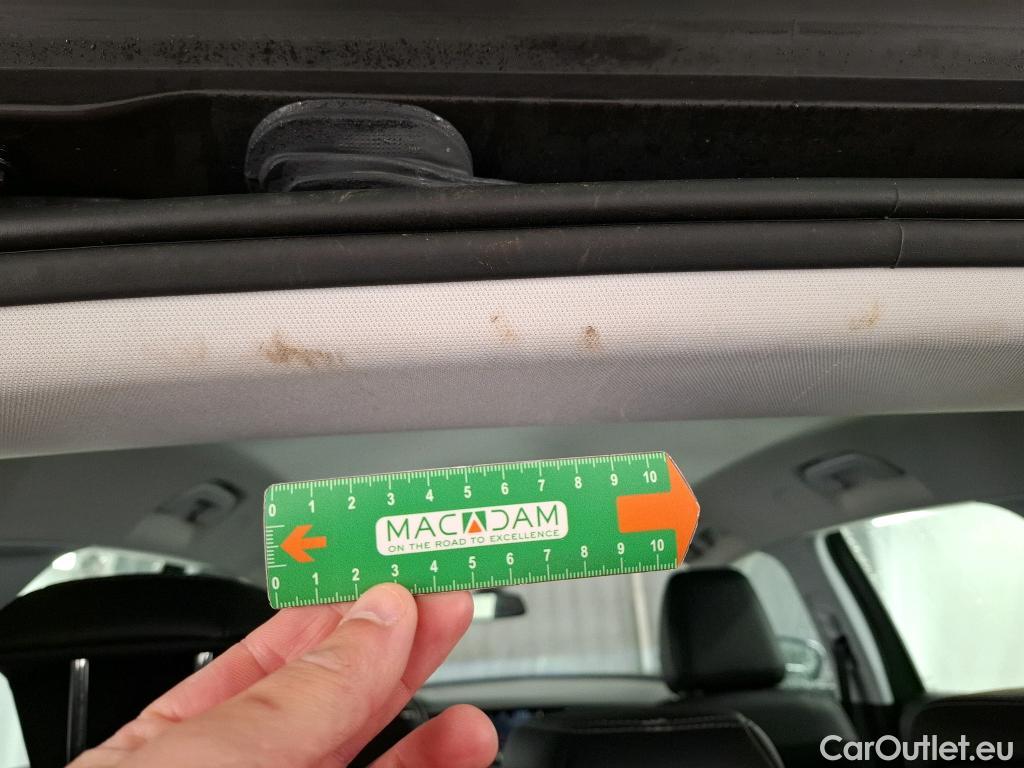 0 1 2 3 4 5 6 7 8 9 10
MACADAM
ON THE ROAD TO EXCELLENCE
0 1 2 3 4 5 6 7 8 9 10
CarOutlet.eu